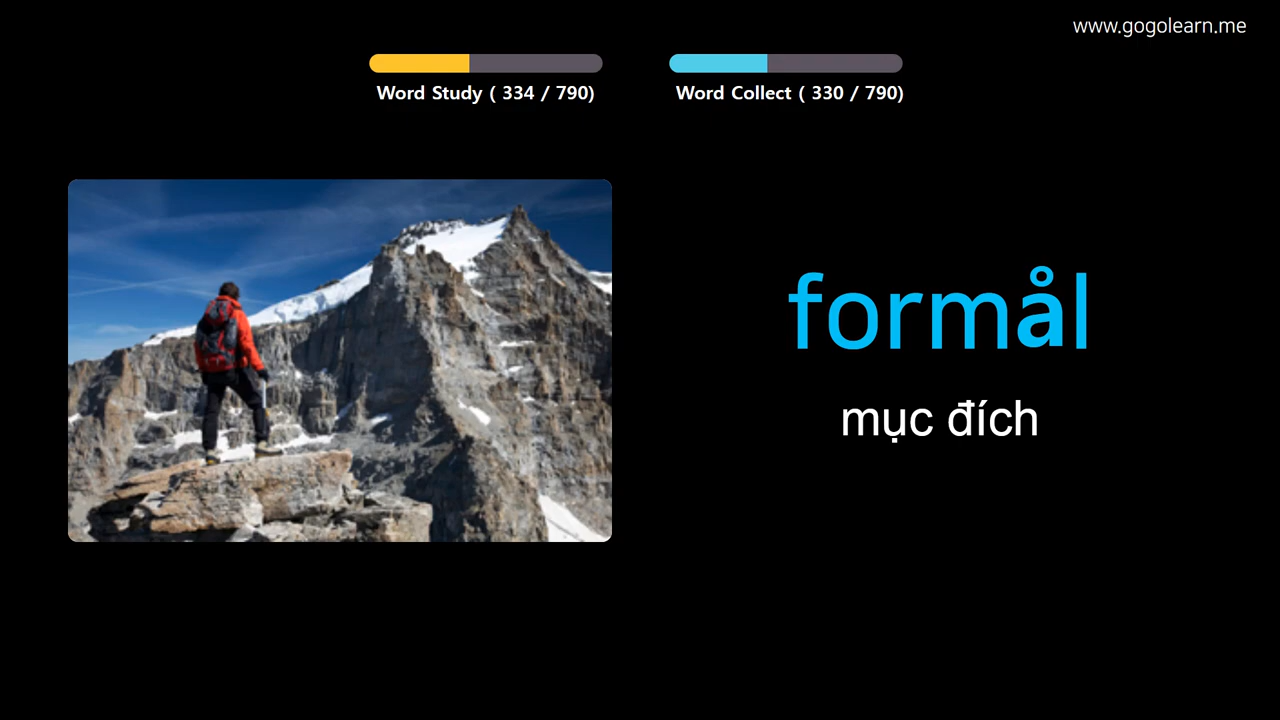 www.gogolearn.me
Word Study ( 334 / 790)
Word Collect ( 330 / 790)
formål
mục đích